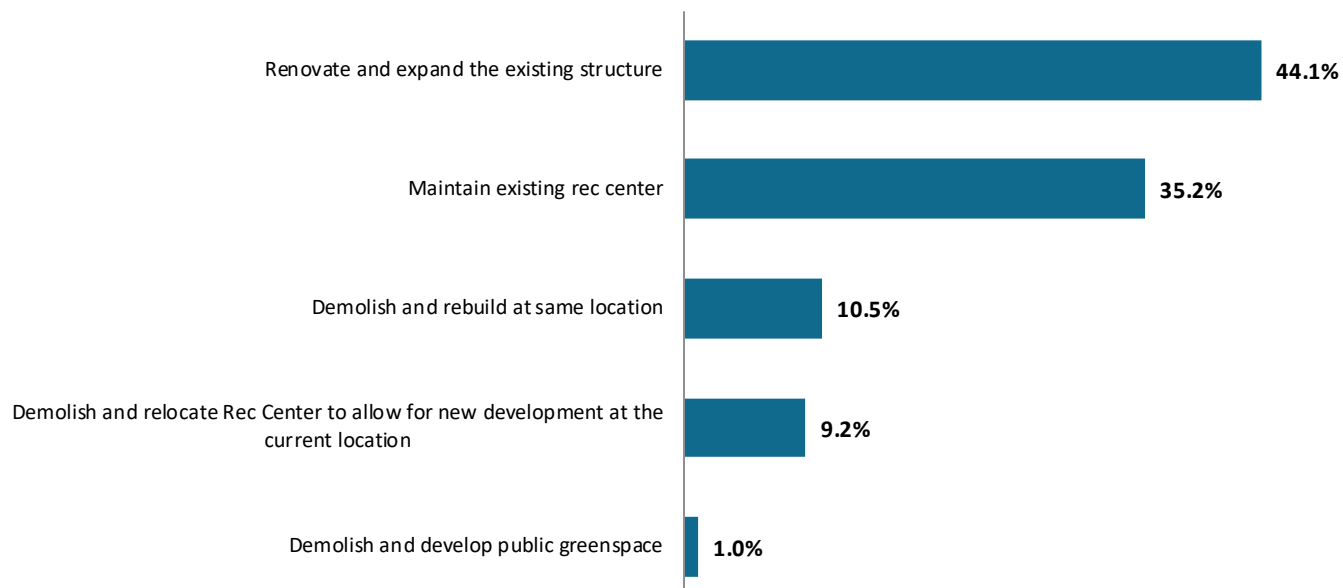 Renovate and expand the existing structure
44.1%
Maintain existing rec center
35.2%
Demolish and rebuild at same location
10.5%
Demolish and relocate Rec Center to allow for new development at the
current location
9.2%
Demolish and develop public greenspace
1.0%